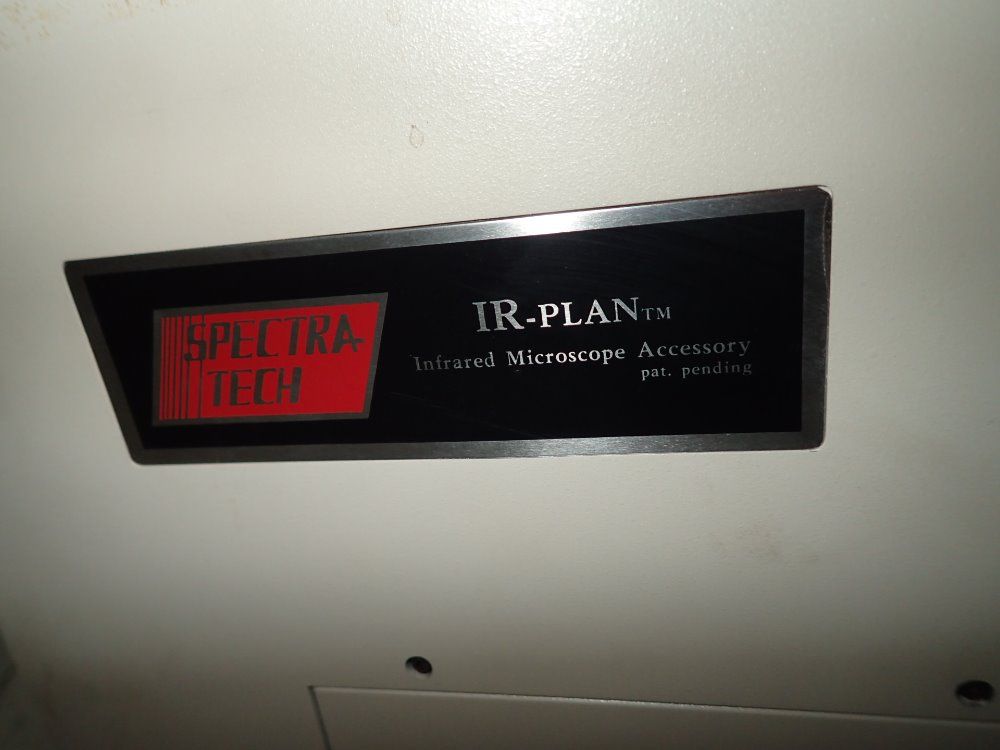 SPECTRA-
TECH
IR-PLAN™
Infrared Microscope Accessory
pat. pending